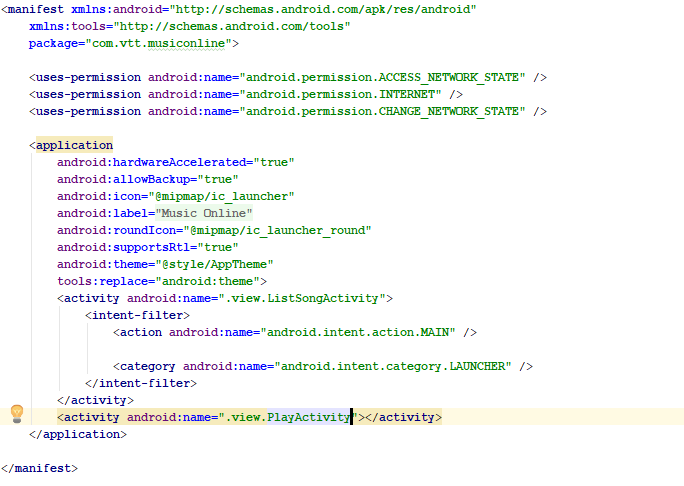 <manifest xmlns:android="http://schemas.android.com/apk/res/android"
    xmlns:tools="http://schemas.android.com/tools"
    package="com.vtt.musiconline">

    <uses-permission android:name="android.permission.ACCESS_NETWORK_STATE" />
    <uses-permission android:name="android.permission.INTERNET" />
    <uses-permission android:name="android.permission.CHANGE_NETWORK_STATE" />

    <application
        android:hardwareAccelerated="true"
        android:allowBackup="true"
        android:icon="@mipmap/ic_launcher"
        android:label="Music Online"
        android:roundIcon="@mipmap/ic_launcher_round"
        android:supportsRtl="true"
        android:theme="@style/AppTheme"
        tools:replace="android:theme">
        <activity android:name=".view.ListSongActivity">
            <intent-filter>
                <action android:name="android.intent.action.MAIN" />

                <category android:name="android.intent.category.LAUNCHER" />
            </intent-filter>
        </activity>
        <activity android:name=".view.PlayActivity"></activity>
    </application>

</manifest>